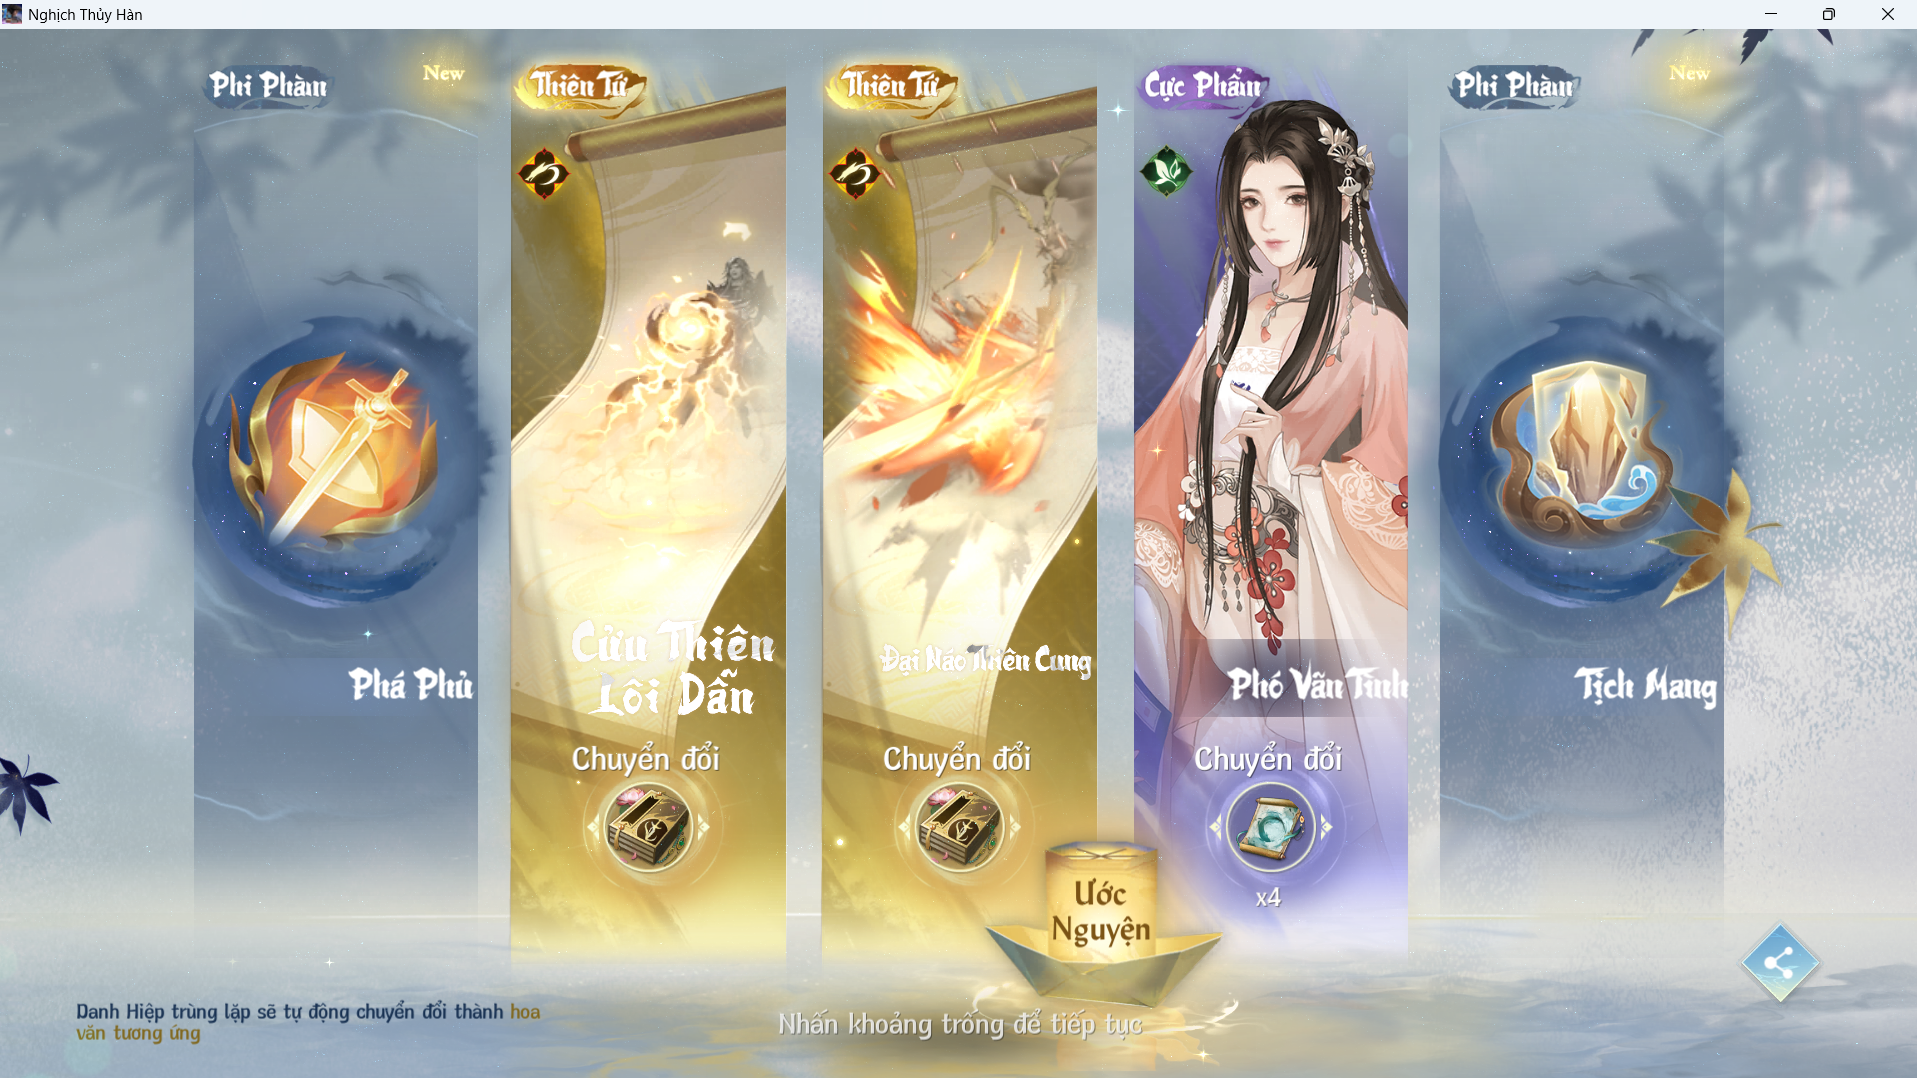 Nghịch Thủy Hàn
Phi Phàm
New
Thiên Tứ
Thiên Tứ
Cực Phẩm
Phi Phàm
New
Phá Phủ
Cửu Thiên
Lôi Dẫn
Đại Náo Thiên Cung
Phó Vãn Tình
Tịch Mang
Chuyển đổi
Chuyển đổi
Chuyển đổi
x4
Ước
Nguyện
Danh Hiệp trùng lặp sẽ tự động chuyển đổi thành hoa
văn tương ứng
Nhấn khoảng trống để tiếp tục